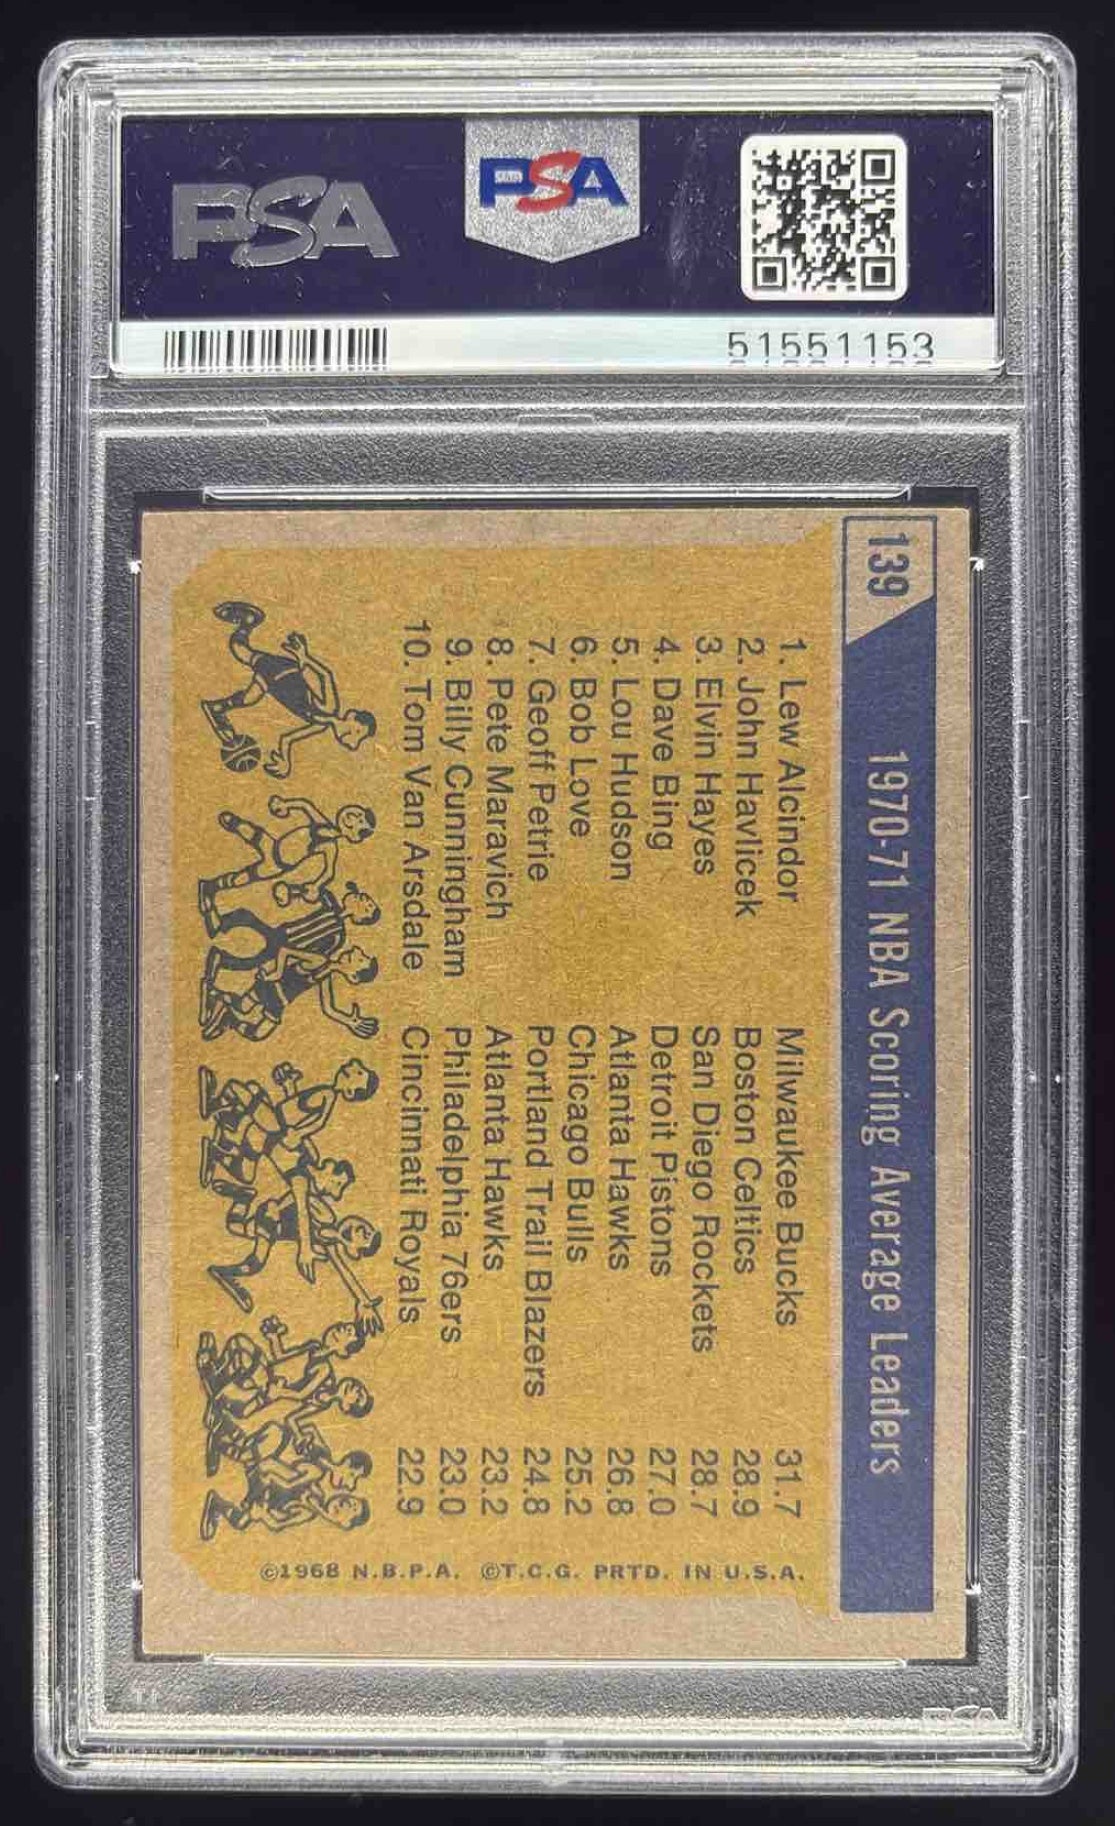 PSA
PSA
51551153
139
1970-71 NBA Scoring Average Leaders
1. Lew Alcindor Milwaukee Bucks 31.7
2. John Havlicek Boston Celtics 28.9
3. Elvin Hayes San Diego Rockets 28.7
4. Dave Bing Detroit Pistons 27.0
5. Lou Hudson Atlanta Hawks 26.8
6. Bob Love Chicago Bulls 25.2
7. Geoff Petrie Portland Trail Blazers 24.8
8. Pete Maravich Atlanta Hawks 23.2
9. Billy Cunningham Philadelphia 76ers 23.0
10. Tom Van Arsdale Cincinnati Royals 22.9
©1968 N.B.P.A. ©T.C.G. PRTD. IN U.S.A.
PSA